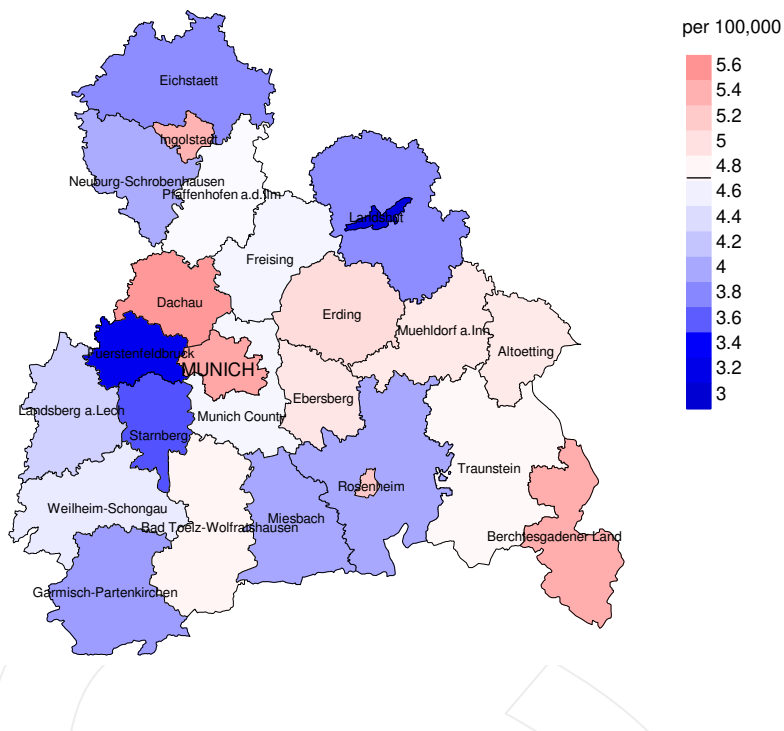 per 100,000
5.6
5.4
5.2
5
4.8
4.6
4.4
4.2
4
3.8
3.6
3.4
3.2
3
Eichstaett
Ingolstadt
Neuburg-Schrobenhausen
Pfaffenhofen a.d.Ilm
Landshut
Freising
Dachau
Erding
Muehldorf a.Inn
Altoetting
Fuerstenfeldbruck
MUNICH
Ebersberg
Landsberg a.Lech
Munich County
Starnberg
Traunstein
Rosenheim
Weilheim-Schongau
Miesbach
Bad Toelz-Wolfratshausen
Berchtesgadener Land
Garmisch-Partenkirchen